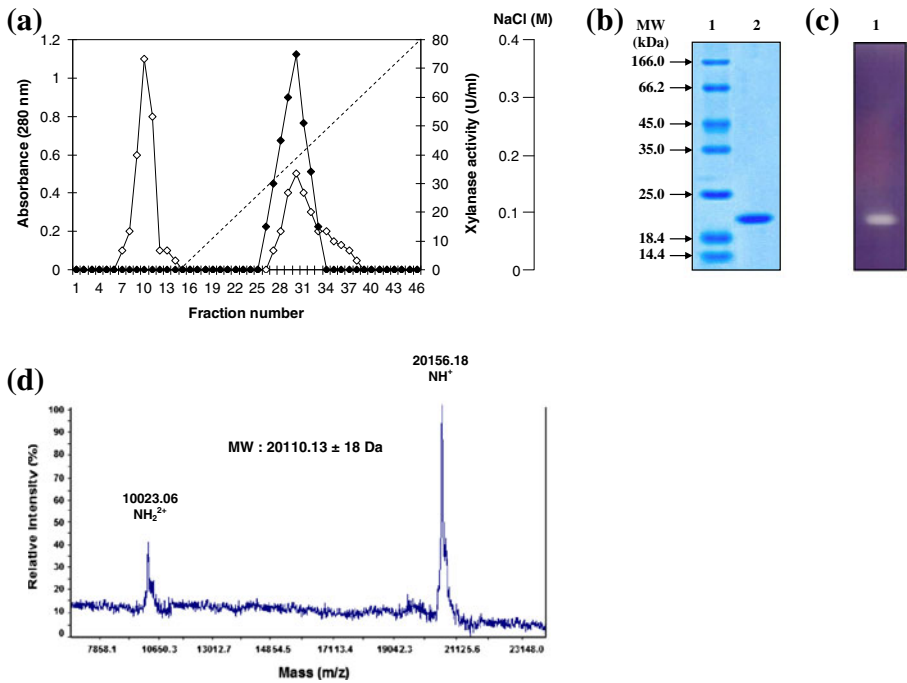 (a)
NaCl (M)
1.2
1
0.8
0.6
0.4
0.2
0
Absorbance (280 nm)
80
70
60
50
40
30
20
10
0
Xylanase activity (U/ml)
0.4
0.3
0.2
0.1
0
1 4 7 10 13 16 19 22 25 28 31 34 37 40 43 46
Fraction number
(b)
MW
(kDa)
1 2
166.0
66.2
45.0
35.0
25.0
18.4
14.4
(c)
1
(d)
20156.18
NH+
MW : 20110.13 ± 18 Da
10023.06
NH₂²⁺
Relative Intensity (%)
100
90
80
70
60
50
40
30
20
10
0
7858.1 10650.3 13012.7 14854.5 17113.4 19042.3 21125.6 23148.0
Mass (m/z)